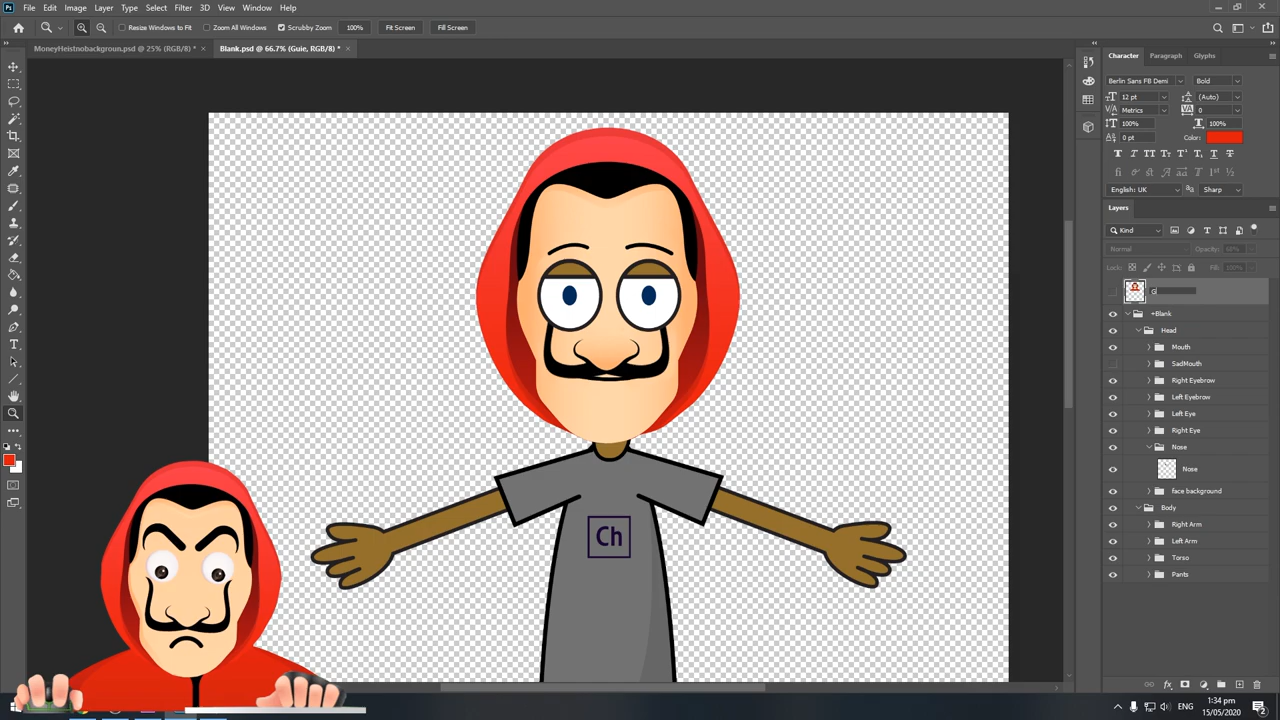 File Edit Image Layer Type Select Filter 3D View Window Help
Resize Windows to Fit Zoom All Windows Scrubby Zoom 100% Fit Screen Fill Screen
MoneyHeistnobackgroun.psd @ 25% (RGB/8) * × Blank.psd @ 66.7% (Guie, RGB/8) * ×
Character Paragraph Glyphs
Berlin Sans FB Demi Bold
12 pt (Auto)
Metrics 0
100% 100%
0 pt Color:
English: UK Sharp
Layers
Kind
Normal Opacity:
Lock: Fill: 100%
G
+Blank
Head
Mouth
SadMouth
Right Eyebrow
Left Eyebrow
Left Eye
Right Eye
Nose
Nose
face background
Body
Right Arm
Left Arm
Torso
Pants
Ch
ENG
1:34 pm
15/05/2020